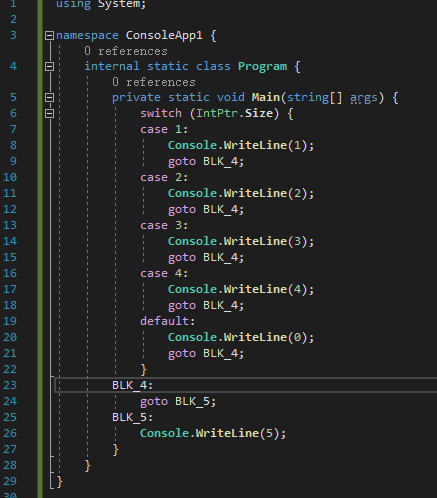 1 using System;
2
3 namespace ConsoleApp1 {
0 references
4 internal static class Program {
0 references
5 private static void Main(string[] args) {
6 switch (IntPtr.Size) {
7 case 1:
8 Console.WriteLine(1);
9 goto BLK_4;
10 case 2:
11 Console.WriteLine(2);
12 goto BLK_4;
13 case 3:
14 Console.WriteLine(3);
15 goto BLK_4;
16 case 4:
17 Console.WriteLine(4);
18 goto BLK_4;
19 default:
20 Console.WriteLine(0);
21 goto BLK_4;
22 }
23 BLK_4:
24 goto BLK_5;
25 BLK_5:
26 Console.WriteLine(5);
27 }
28 }
29 }
30